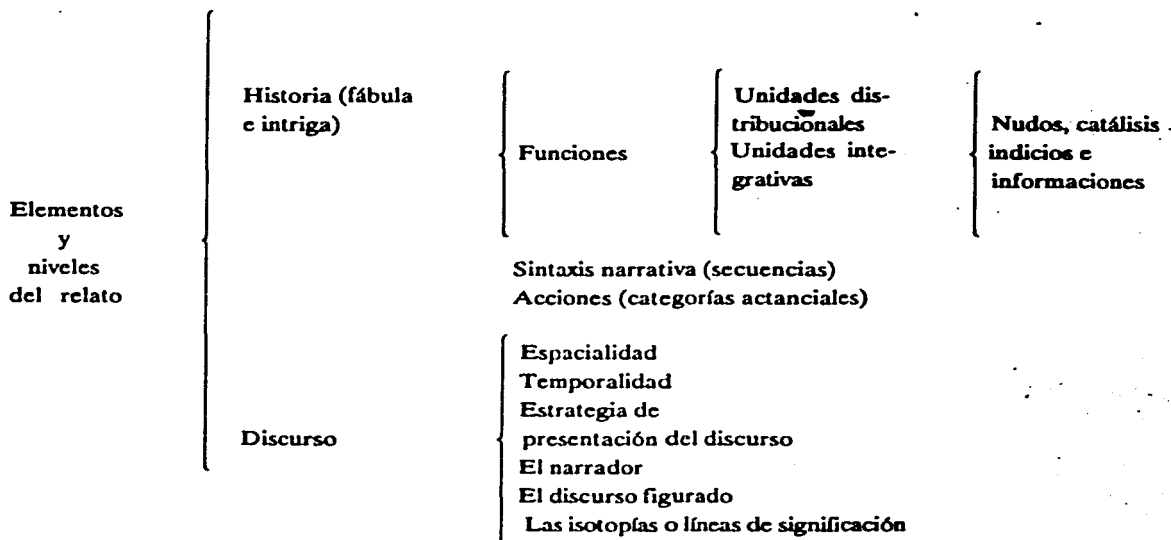 Elementos
y
niveles
del relato
Historia (fábula
e intriga)
Funciones
Unidades dis-
tribucionales
Unidades inte-
grativas
Nudos, catálisis
indicios e
informaciones
Sintaxis narrativa (secuencias)
Acciones (categorías actanciales)
Discurso
Espacialidad
Temporalidad
Estrategia de
presentación del discurso
El narrador
El discurso figurado
Las isotopías o líneas de significación